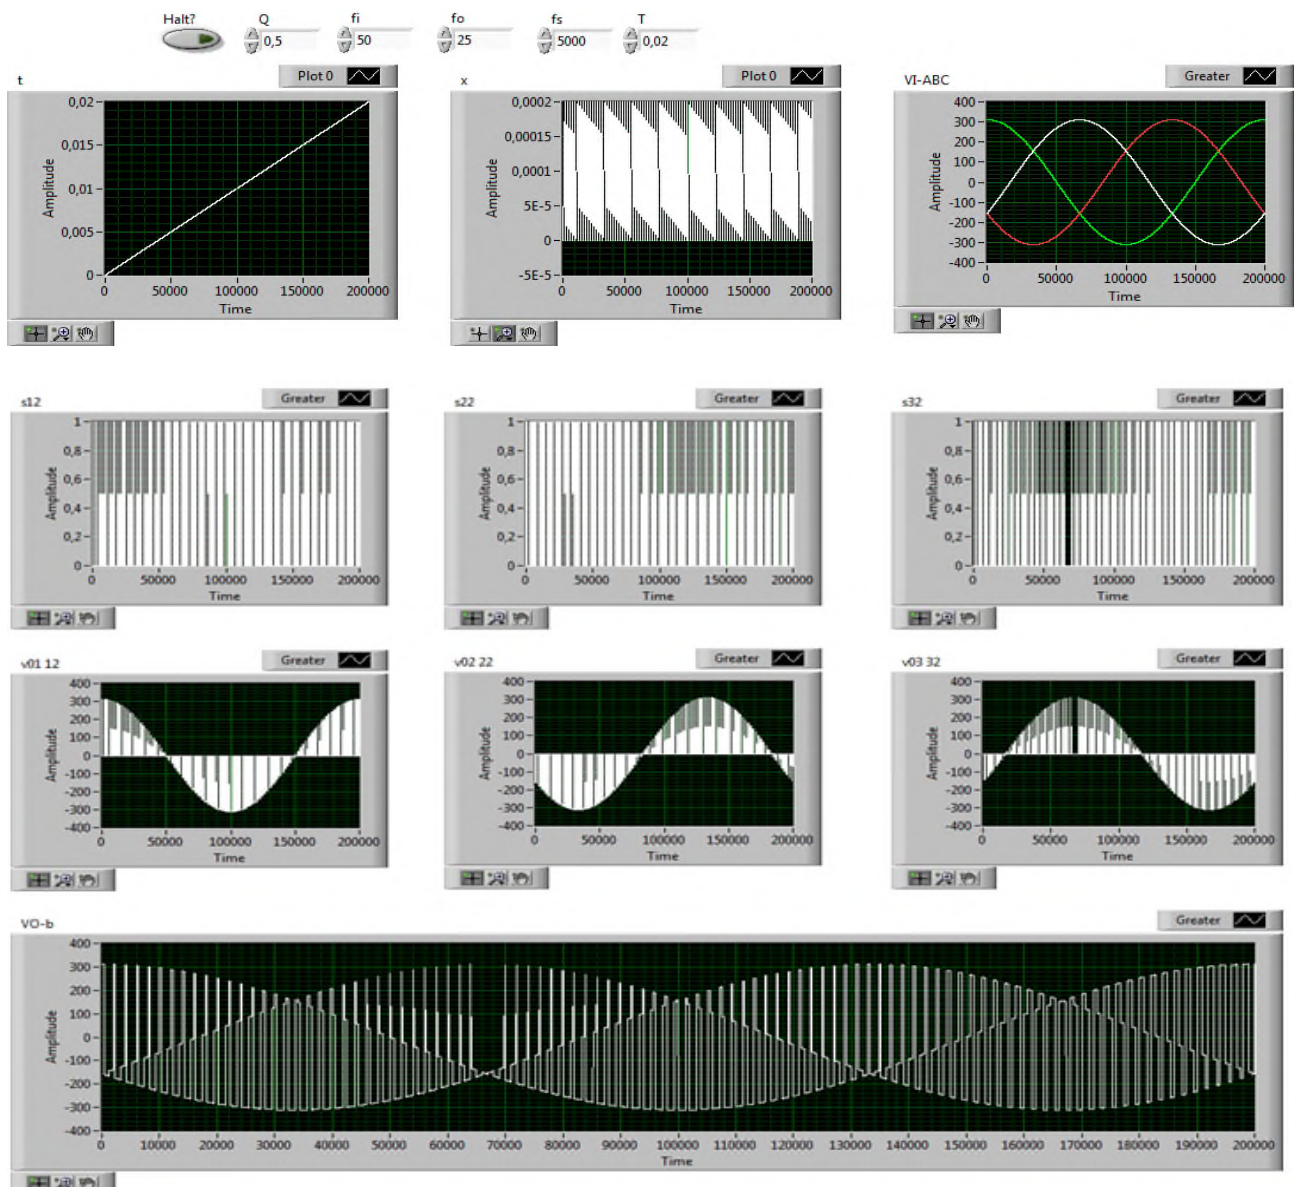 Halt? Q fi fo fs T
0,5 50 25 5000 0,02
t Plot 0
0,02
0,015
0,01
0,005
0
Amplitude
0 50000 100000 150000 200000
Time
x Plot 0
0,0002
0,00015
0,0001
5E-5
0
-5E-5
Amplitude
0 50000 100000 150000 200000
Time
VI-ABC Greater
400
300
200
100
0
-100
-200
-300
-400
Amplitude
0 50000 100000 150000 200000
Time
s12 Greater
1
0,8
0,6
0,4
0,2
0
Amplitude
0 50000 100000 150000 200000
Time
s22 Greater
1
0,8
0,6
0,4
0,2
0
Amplitude
0 50000 100000 150000 200000
Time
s32 Greater
1
0,8
0,6
0,4
0,2
0
Amplitude
0 50000 100000 150000 200000
Time
v01 12 Greater
400
300
200
100
0
-100
-200
-300
-400
Amplitude
0 50000 100000 150000 200000
Time
v02 22 Greater
400
300
200
100
0
-100
-200
-300
-400
Amplitude
0 50000 100000 150000 200000
Time
v03 32 Greater
400
300
200
100
0
-100
-200
-300
-400
Amplitude
0 50000 100000 150000 200000
Time
VO-b Greater
400
300
200
100
0
-100
-200
-300
-400
Amplitude
0 10000 20000 30000 40000 50000 60000 70000 80000 90000 100000 110000 120000 130000 140000 150000 160000 170000 180000 190000 200000
Time